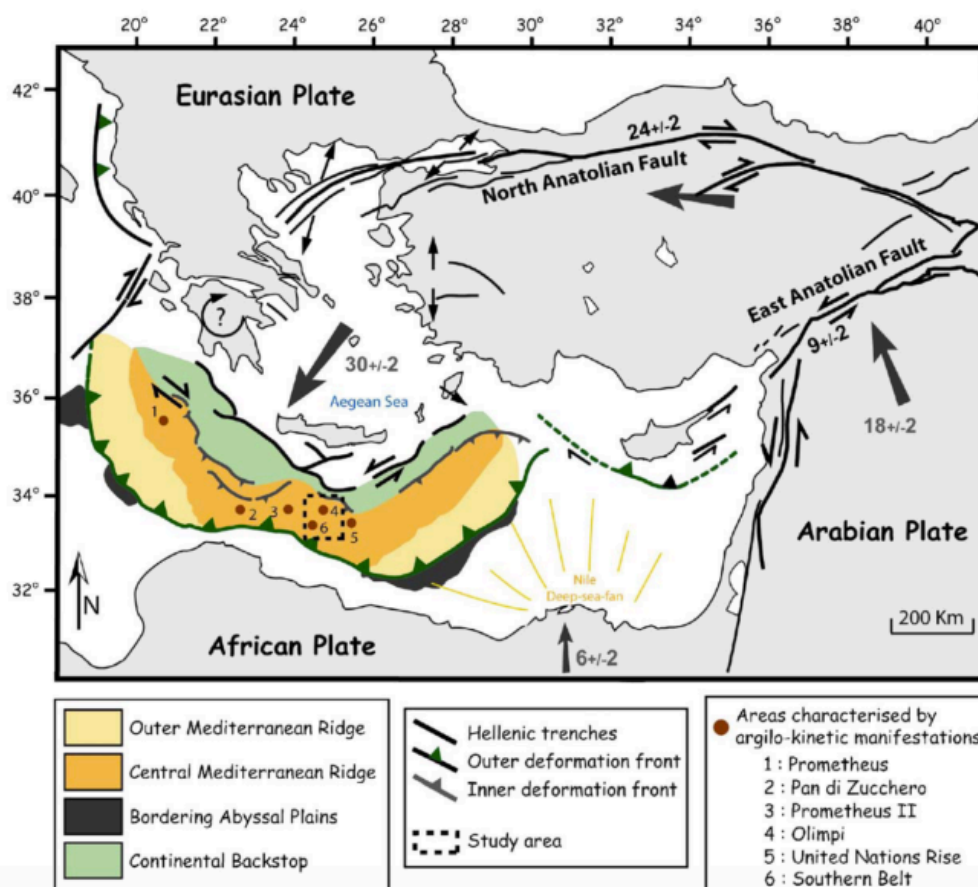 20° 22° 24° 26° 28° 30° 32° 34° 36° 38° 40°
42°
40°
38°
36°
34°
32°
Eurasian Plate
24+/-2
North Anatolian Fault
East Anatolian Fault
9+/-2
?
30+/-2
Aegean Sea
18+/-2
1
2
3
4
6
5
Arabian Plate
Nile
Deep-sea-fan
N
200 Km
African Plate
6+/-2
Outer Mediterranean Ridge
Central Mediterranean Ridge
Bordering Abyssal Plains
Continental Backstop
Hellenic trenches
Outer deformation front
Inner deformation front
Study area
Areas characterised by
argilo-kinetic manifestations
1 : Prometheus
2 : Pan di Zucchero
3 : Prometheus II
4 : Olimpi
5 : United Nations Rise
6 : Southern Belt